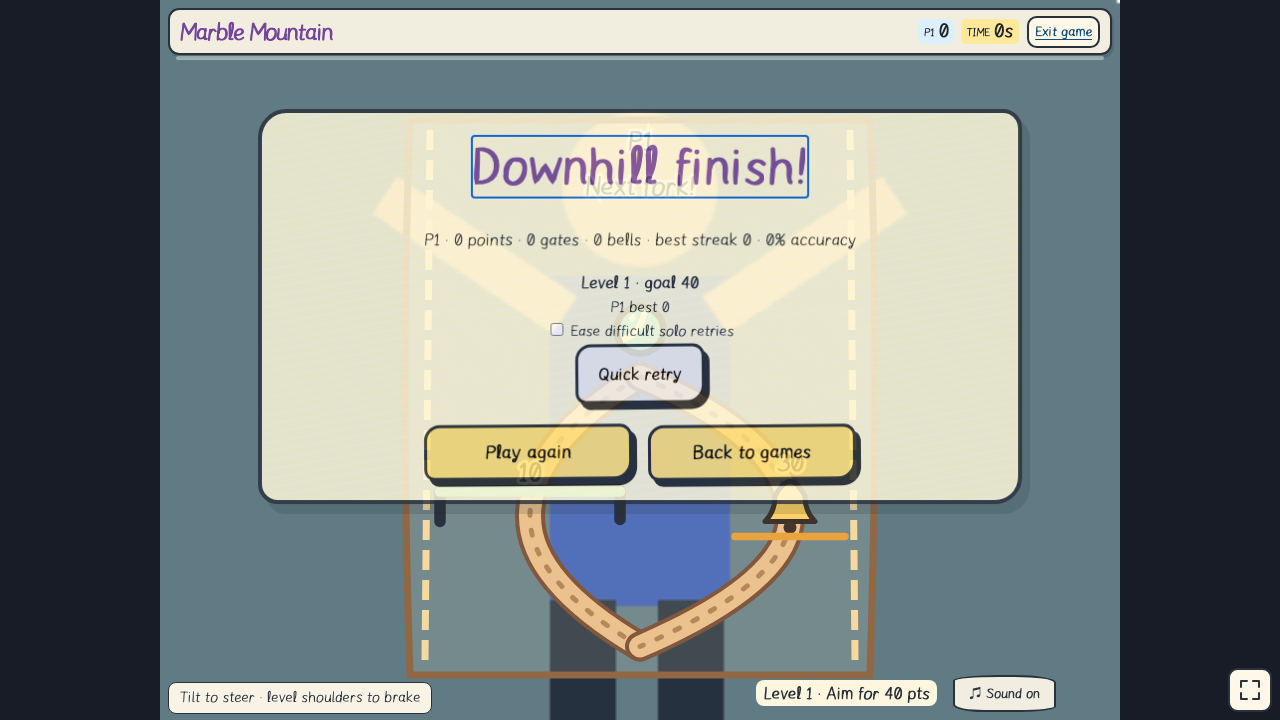 Marble Mountain
P1 0
TIME 0s
Exit game
P1
Downhill finish!
Next fork!
P1 · 0 points · 0 gates · 0 bells · best streak 0 · 0% accuracy
Level 1 · goal 40
P1 best 0
Ease difficult solo retries
Quick retry
Play again
Back to games
10
30
Tilt to steer · level shoulders to brake
Level 1 · Aim for 40 pts
♫ Sound on